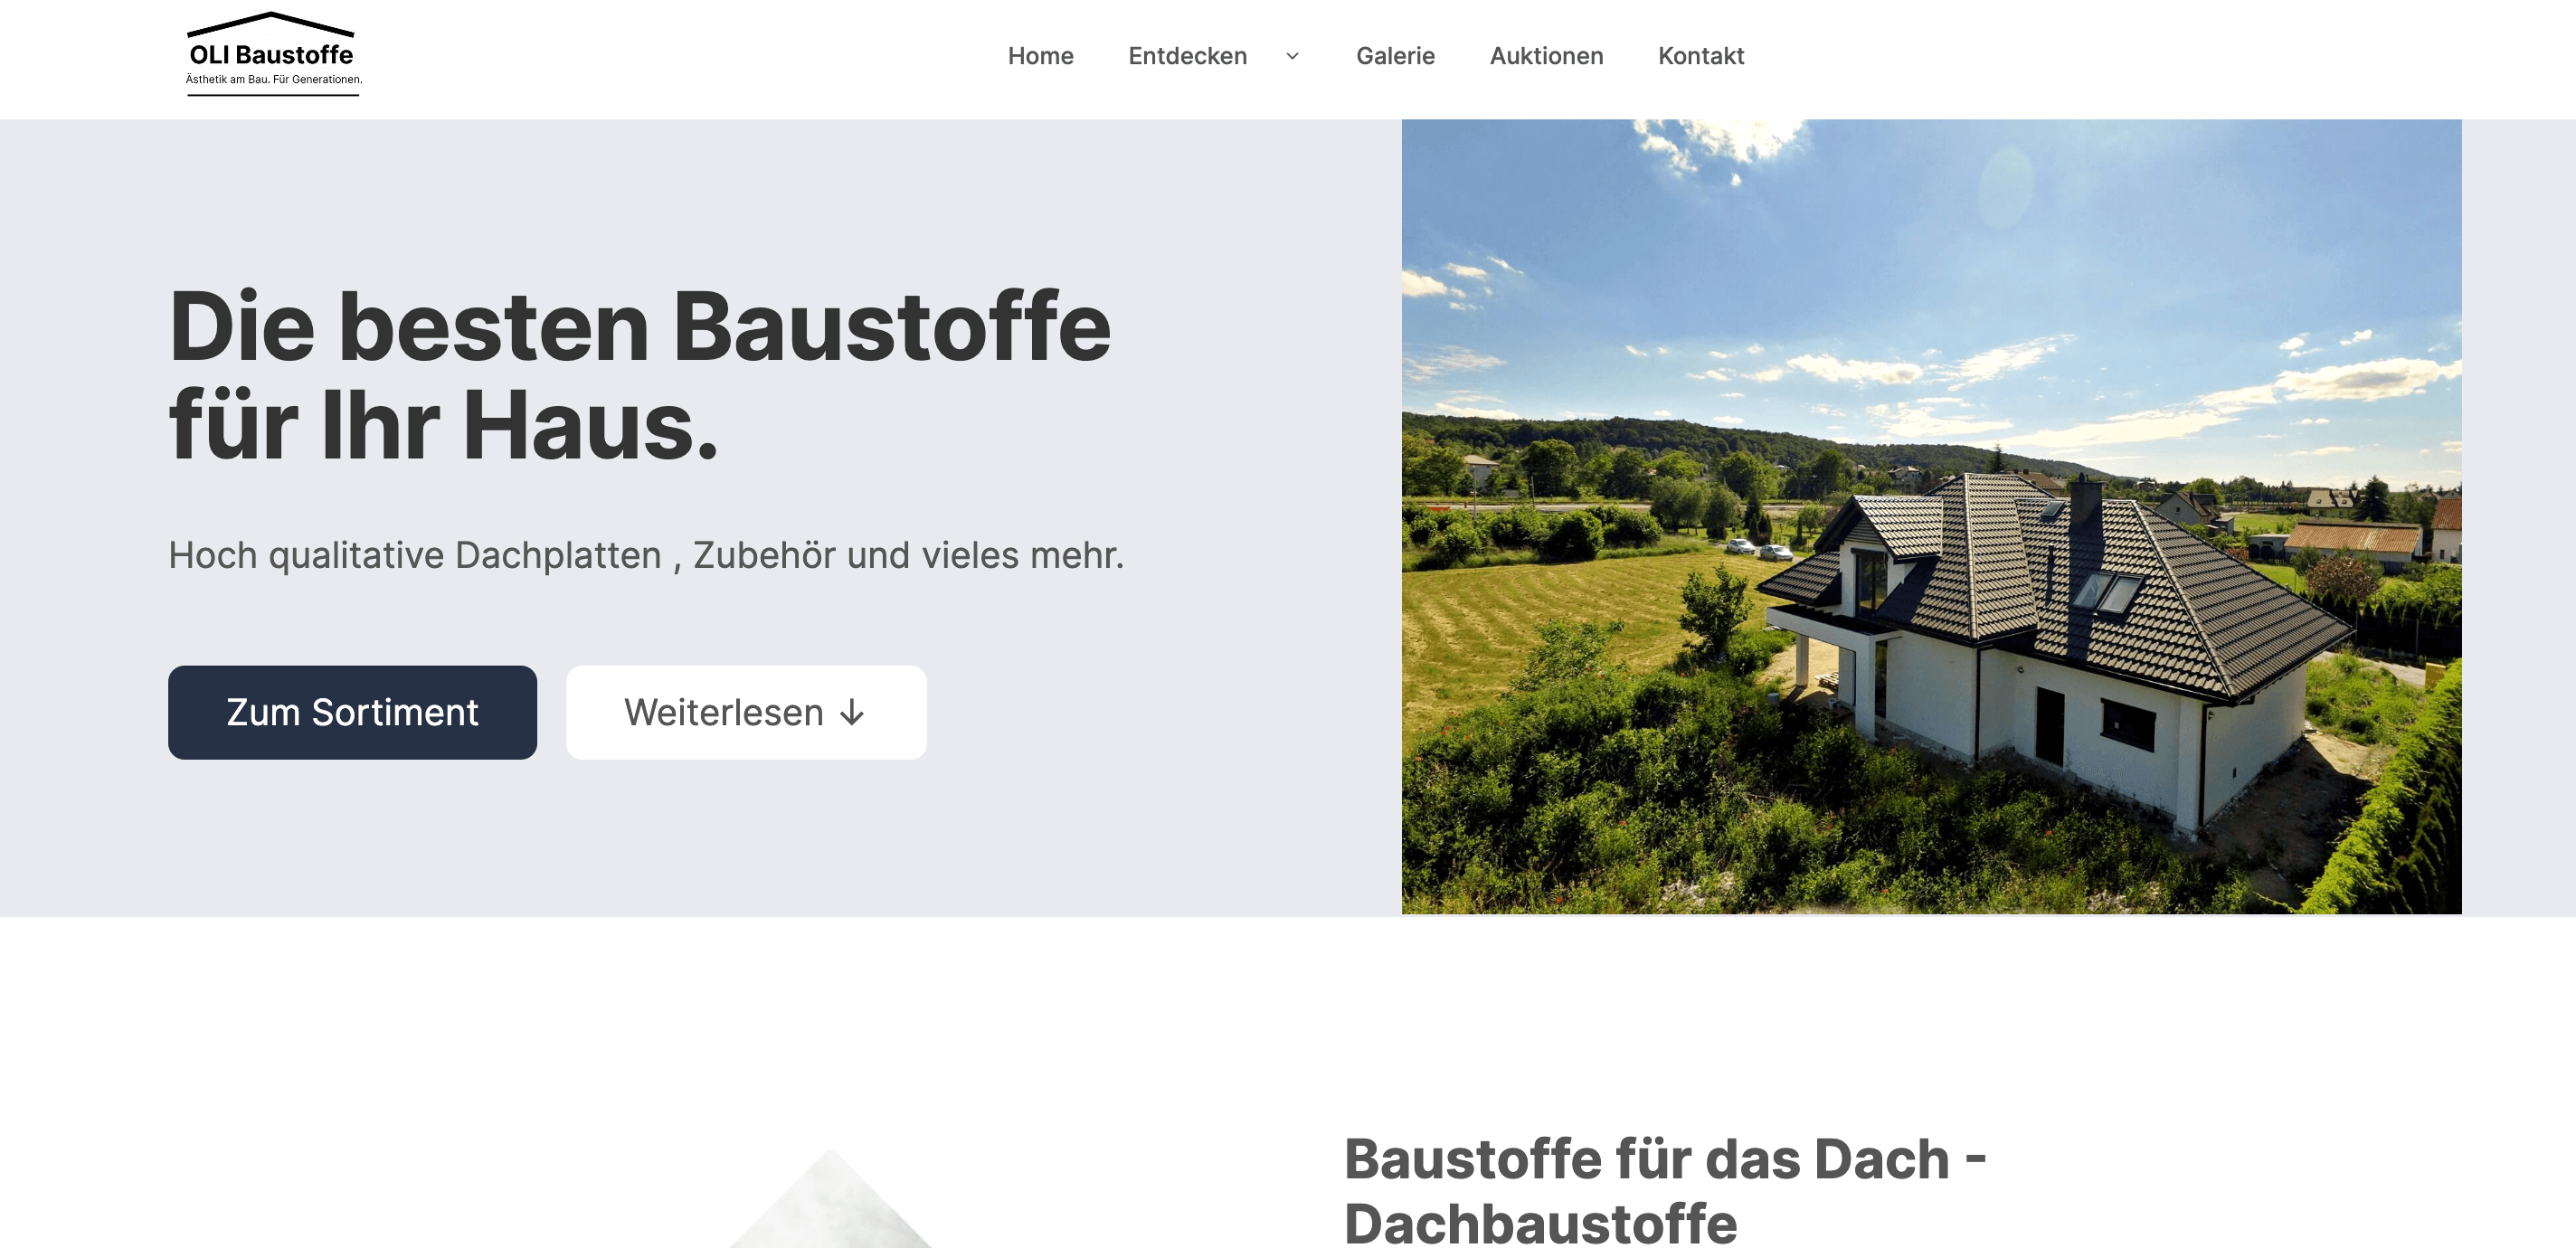 OLI Baustoffe
Ästhetik am Bau. Für Generationen.
Home Entdecken Galerie Auktionen Kontakt
Die besten Baustoffe
für Ihr Haus.
Hoch qualitative Dachplatten , Zubehör und vieles mehr.
Zum Sortiment Weiterlesen ↓
Baustoffe für das Dach -
Dachbaustoffe